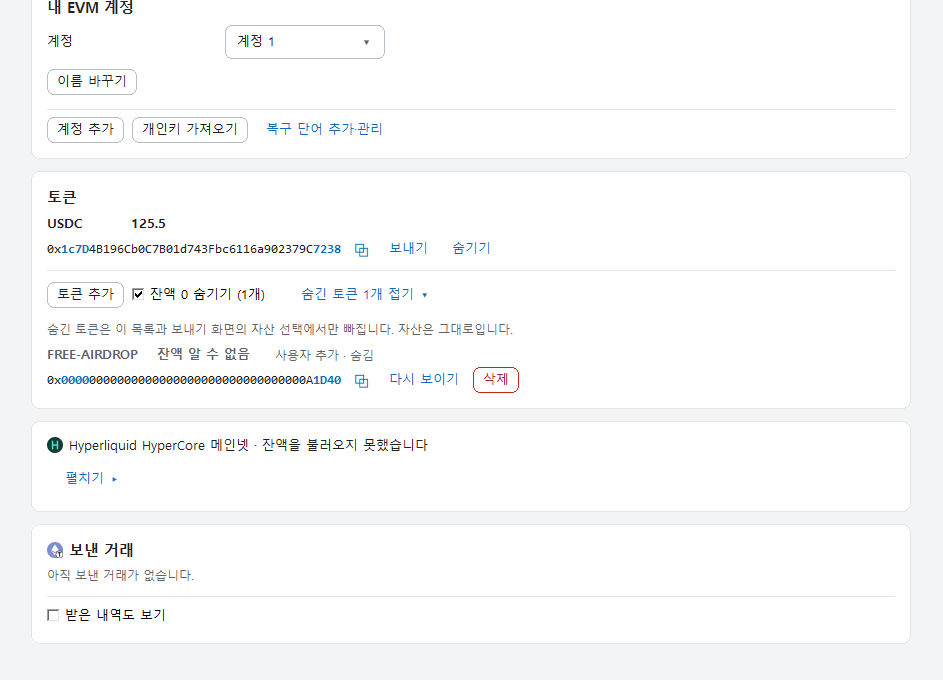 내 EVM 계정
계정 계정 1
이름 바꾸기
계정 추가 개인키 가져오기 복구 단어 추가·관리
토큰
USDC 125.5
0x1c7D4B196Cb0C7B01d743Fbc6116a902379C7238 보내기 숨기기
토큰 추가 잔액 0 숨기기 (1개) 숨긴 토큰 1개 접기
숨긴 토큰은 이 목록과 보내기 화면의 자산 선택에서만 빠집니다. 자산은 그대로입니다.
FREE-AIRDROP 잔액 알 수 없음 사용자 추가 · 숨김
0x000000000000000000000000000000000000A1D40 다시 보이기 삭제
H Hyperliquid HyperCore 메인넷 · 잔액을 불러오지 못했습니다
펼치기
보낸 거래
아직 보낸 거래가 없습니다.
받은 내역도 보기